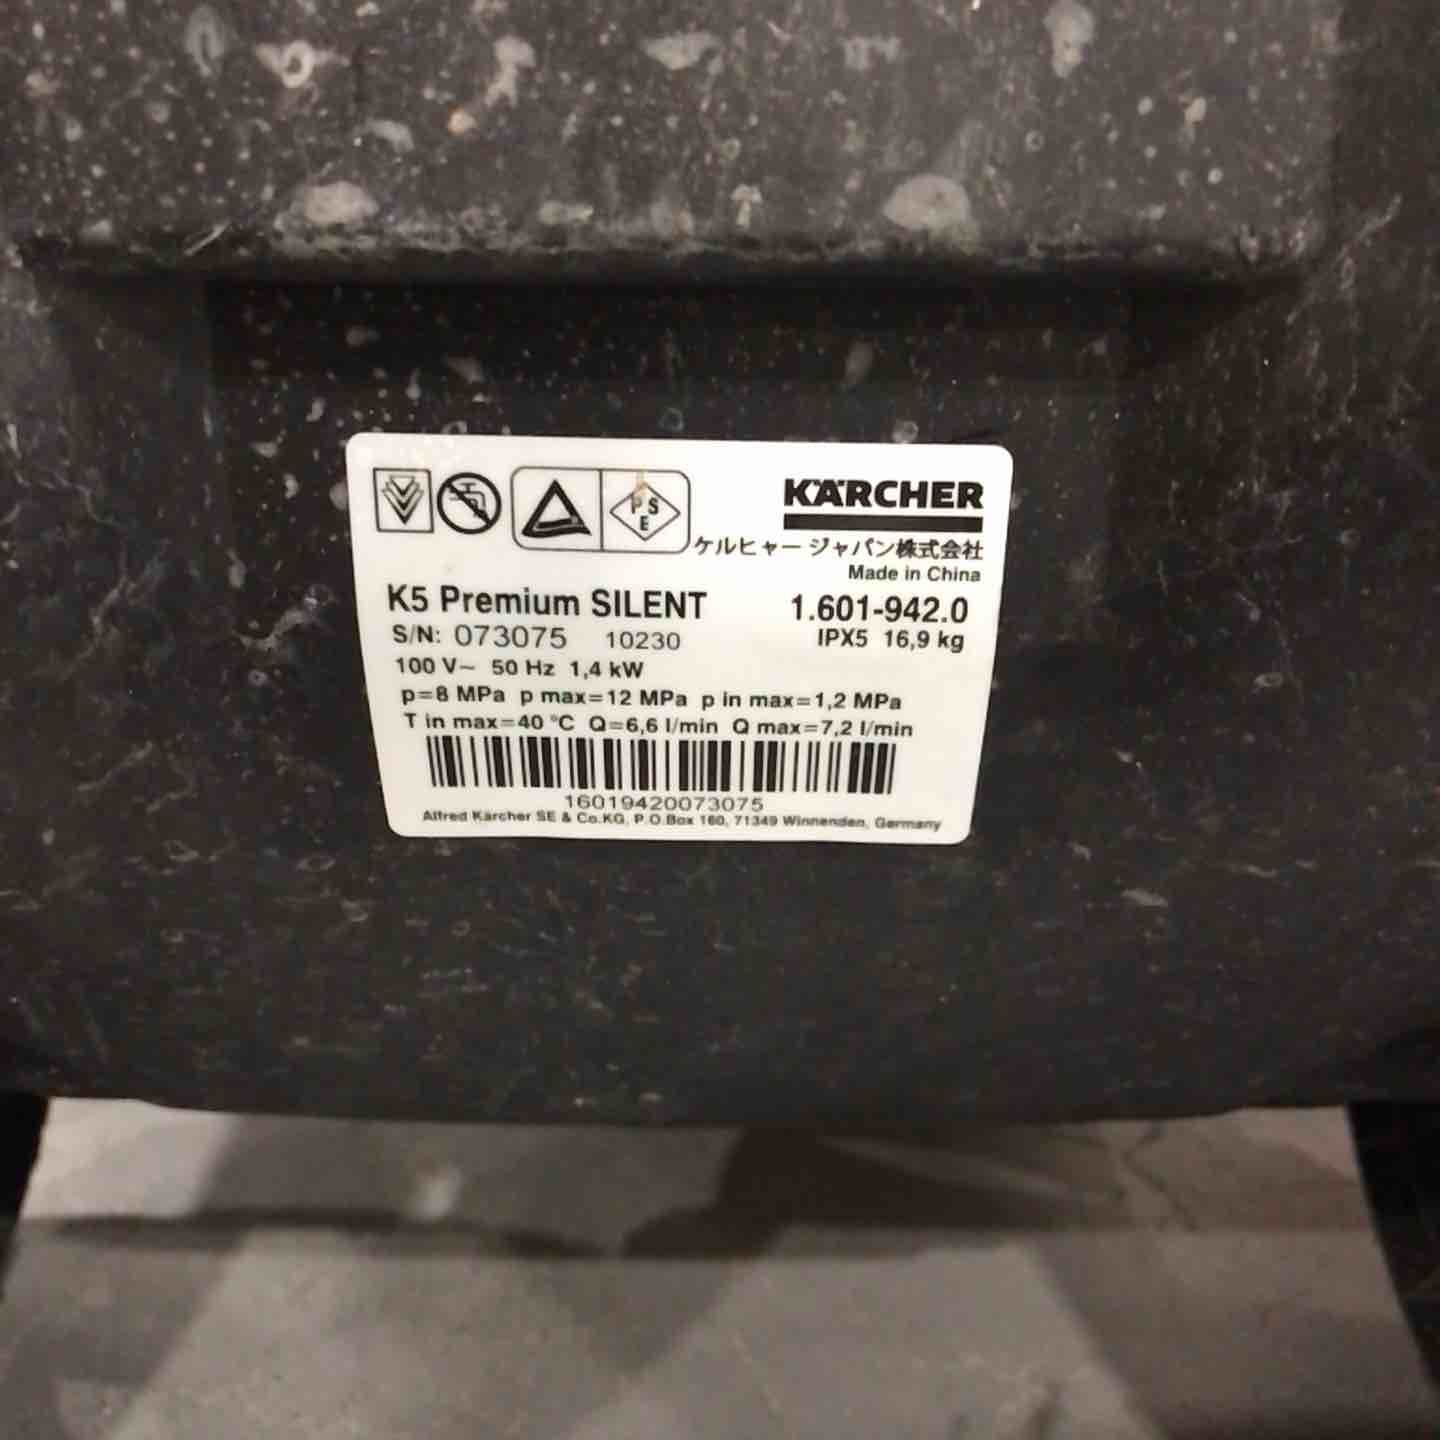 P S
E
KÄRCHER
ケルヒャー ジャパン株式会社
Made in China
K5 Premium SILENT 1.601-942.0
S/N: 073075 10230 IPX5 16,9 kg
100 V~ 50 Hz 1,4 kW
p=8 MPa p max=12 MPa p in max=1,2 MPa
T in max=40 °C Q=6,6 l/min Q max=7,2 l/min
16019420073075
Alfred Kärcher SE & Co.KG, P.O.Box 160, 71349 Winnenden, Germany